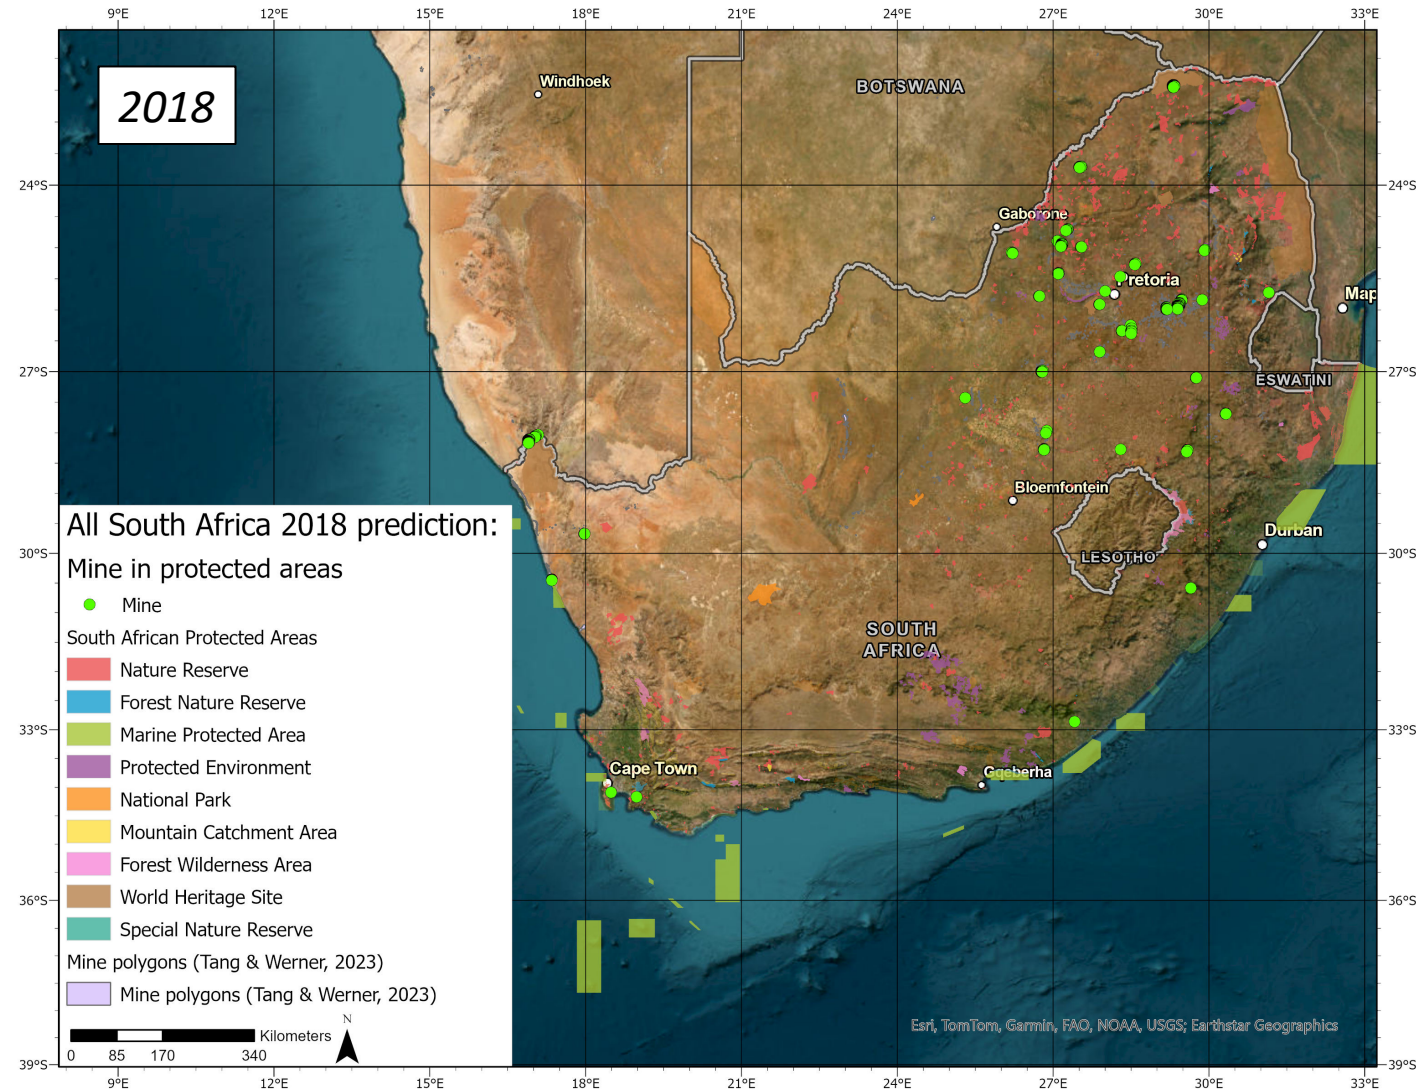 9°E 12°E 15°E 18°E 21°E 24°E 27°E 30°E 33°E
2018
Windhoek
BOTSWANA
24°S 24°S
Gaborone
Pretoria
Map
27°S 27°S
ESWATINI
Bloemfontein
Durban
LESOTHO
30°S
SOUTH
AFRICA
33°S
Cape Town
Gqeberha
36°S
Esri, TomTom, Garmin, FAO, NOAA, USGS; Earthstar Geographics
All South Africa 2018 prediction:
Mine in protected areas
Mine
South African Protected Areas
30°S
Nature Reserve
Forest Nature Reserve
33°S
Marine Protected Area
Protected Environment
National Park
Mountain Catchment Area
Forest Wilderness Area
36°S
World Heritage Site
Special Nature Reserve
Mine polygons (Tang & Werner, 2023)
Mine polygons (Tang & Werner, 2023)
N
Kilometers
0 85 170 340
39°S 39°S
9°E 12°E 15°E 18°E 21°E 24°E 27°E 30°E 33°E